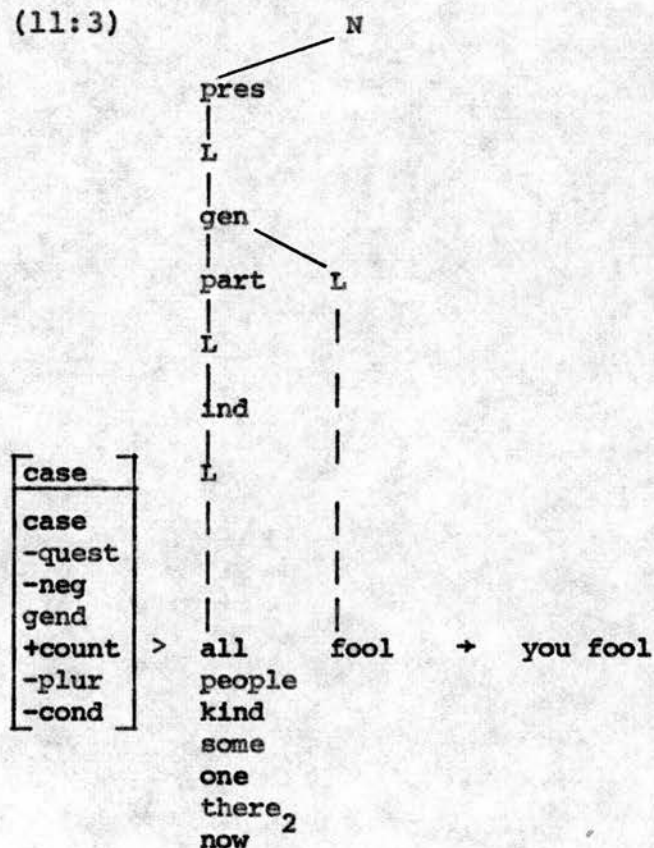 (11:3) N
pres
L
gen
part L
L
ind
case L
case
-quest
-neg
gend
+count > all fool → you fool
-plur people
-cond kind
some
one
there2
now